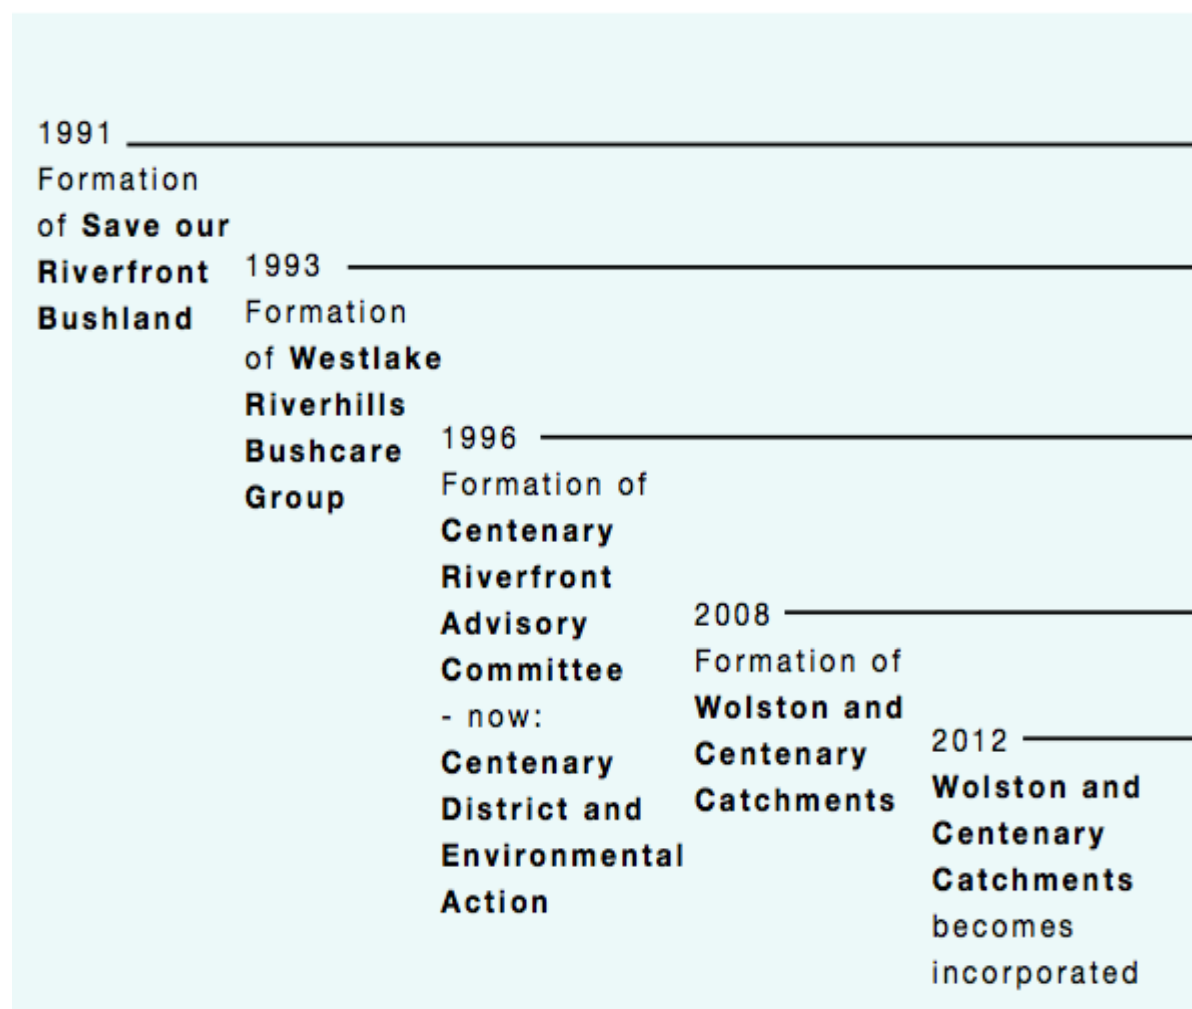 1991
Formation
of Save our
Riverfront
Bushland
1993
Formation
of Westlake
Riverhills
Bushcare
Group
1996
Formation of
Centenary
Riverfront
Advisory
Committee
- now:
Centenary
District and
Environmental
Action
2008
Formation of
Wolston and
Centenary
Catchments
2012
Wolston and
Centenary
Catchments
becomes
incorporated